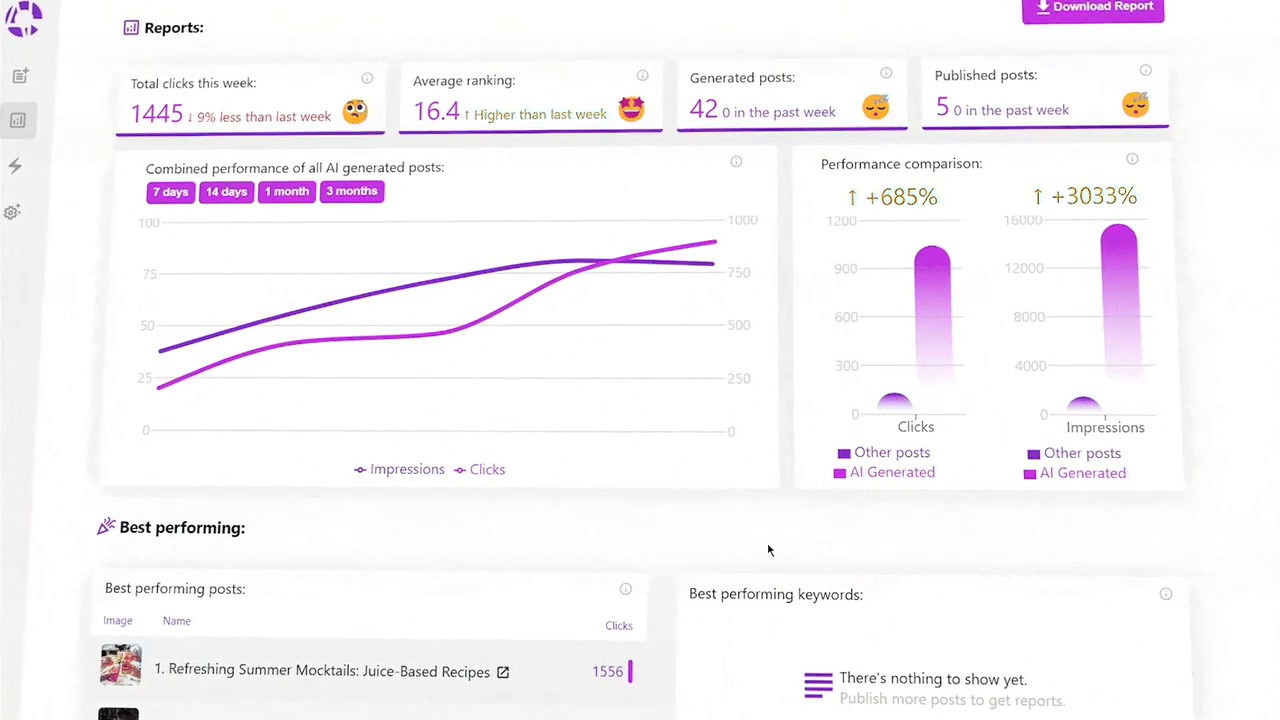 Reports:
Download Report
Total clicks this week:
1445 ↓ 9% less than last week
Average ranking:
16.4 ↑ Higher than last week
Generated posts:
42 0 in the past week
Published posts:
5 0 in the past week
Combined performance of all AI generated posts:
7 days 14 days 1 month 3 months
100 1000
75 750
50 500
25 250
0 0
Impressions Clicks
Performance comparison:
↑ +685%
1200
900
600
300
0
Clicks
Other posts
AI Generated
↑ +3033%
16000
12000
8000
4000
0
Impressions
Other posts
AI Generated
Best performing:
Best performing posts:
Image Name Clicks
1. Refreshing Summer Mocktails: Juice-Based Recipes 1556
Best performing keywords:
There's nothing to show yet.
Publish more posts to get reports.